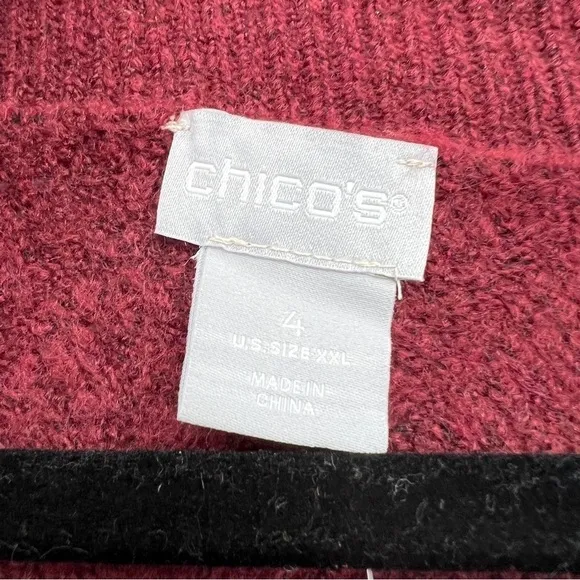 chico's®
4
U.S. SIZE XXL
MADE IN
CHINA